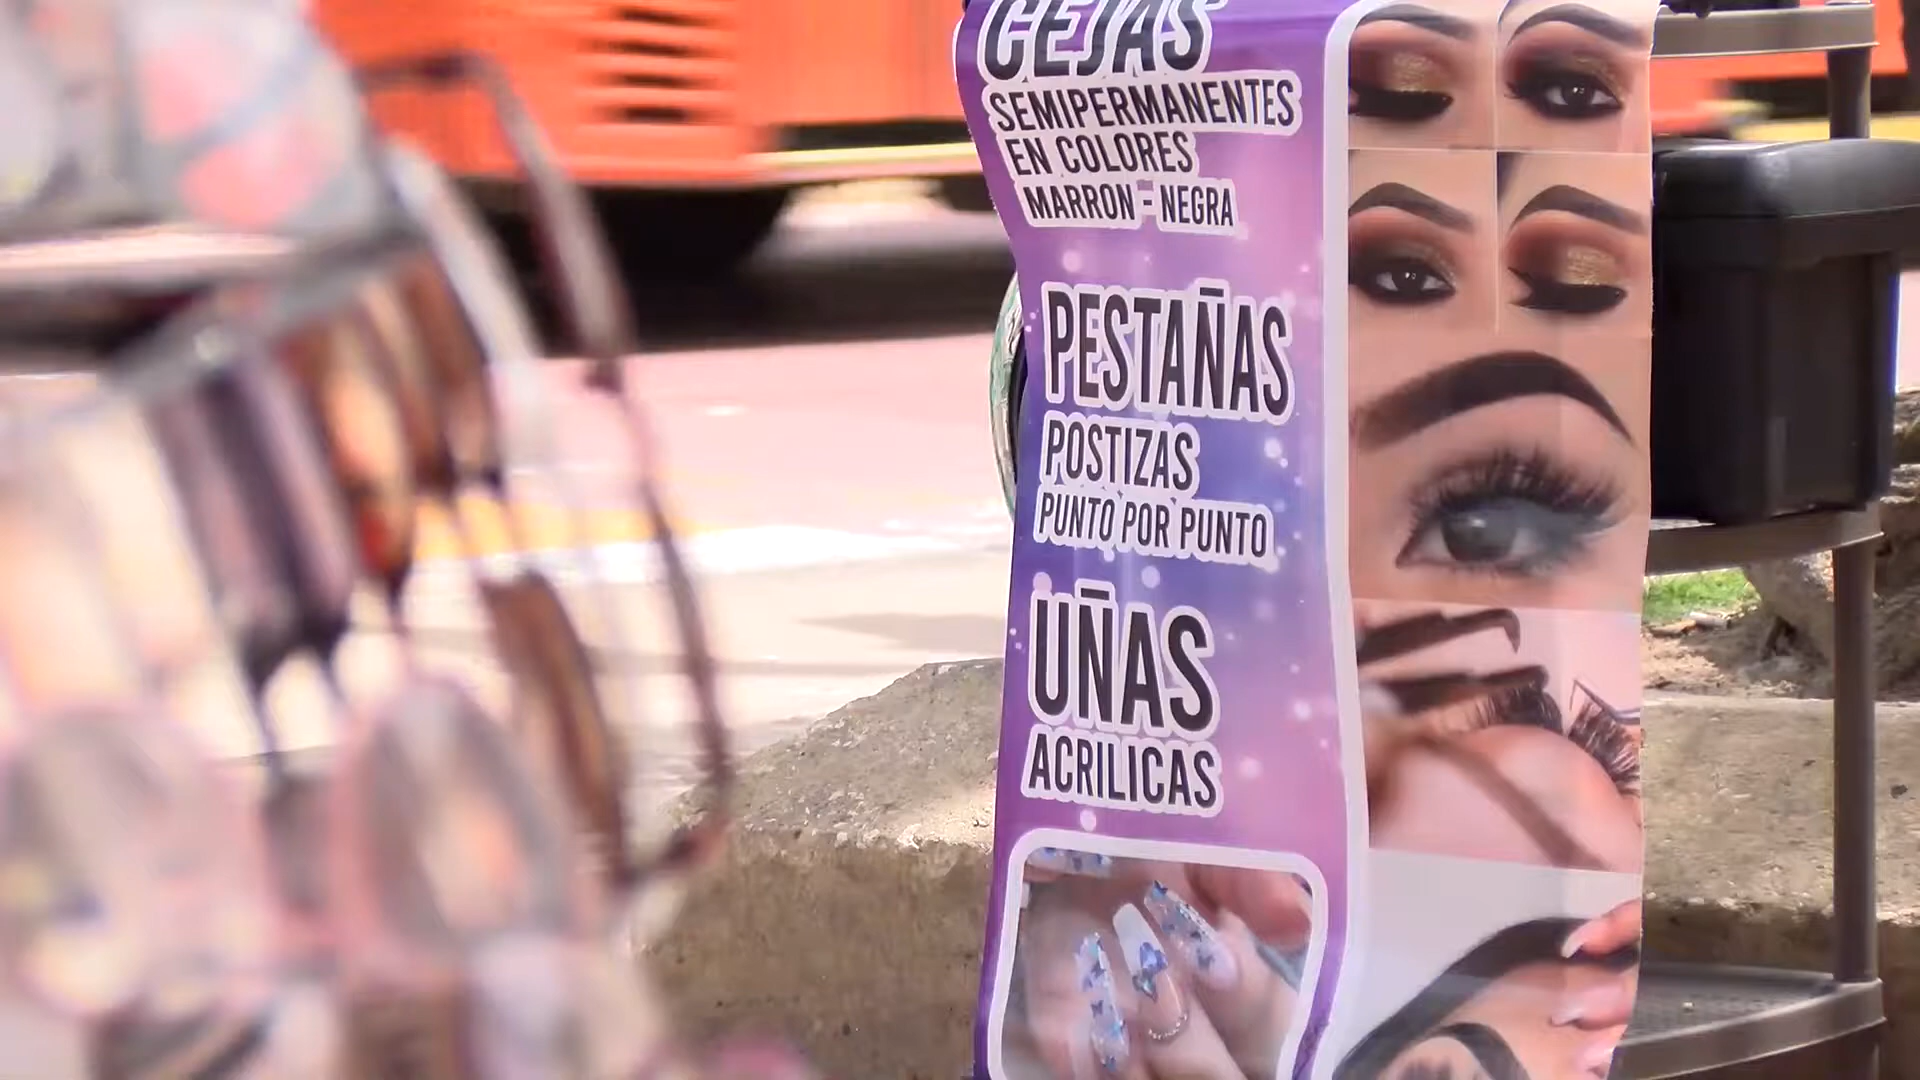 CEJAS
SEMIPERMANENTES
EN COLORES
MARRON - NEGRA
PESTAÑAS
POSTIZAS
PUNTO POR PUNTO
UÑAS
ACRILICAS